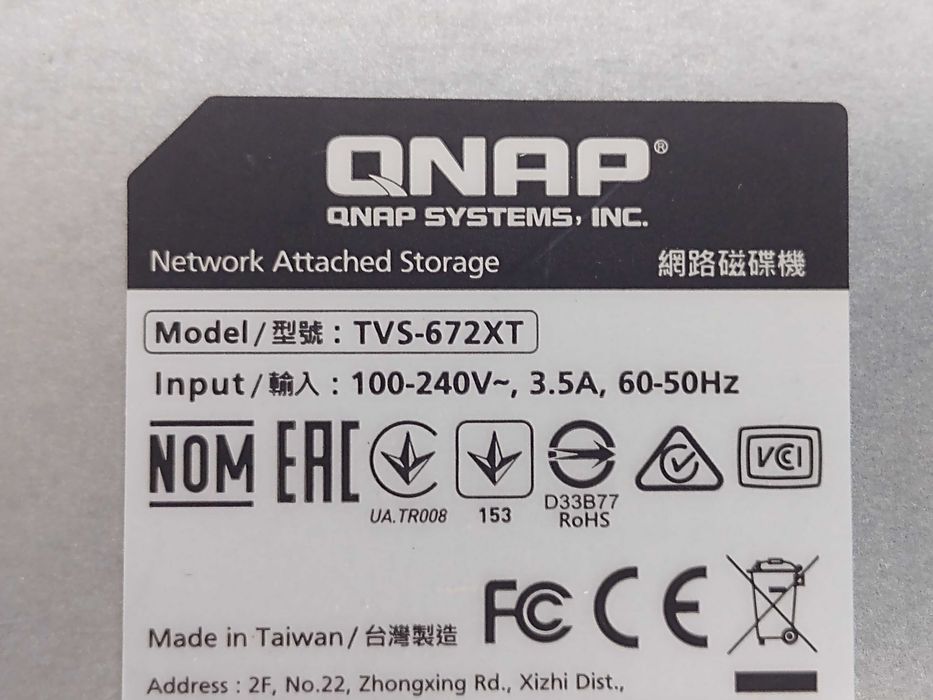 QNAP®
QNAP SYSTEMS, INC.
Network Attached Storage 網路磁碟機
Model/型號：TVS-672XT
Input/輸入：100-240V~, 3.5A, 60-50Hz
NOM EAC VCI
UA.TR008 153 D33B77
RoHS
FC CE
Made in Taiwan/台灣製造
Address : 2F, No.22, Zhongxing Rd., Xizhi Dist.,